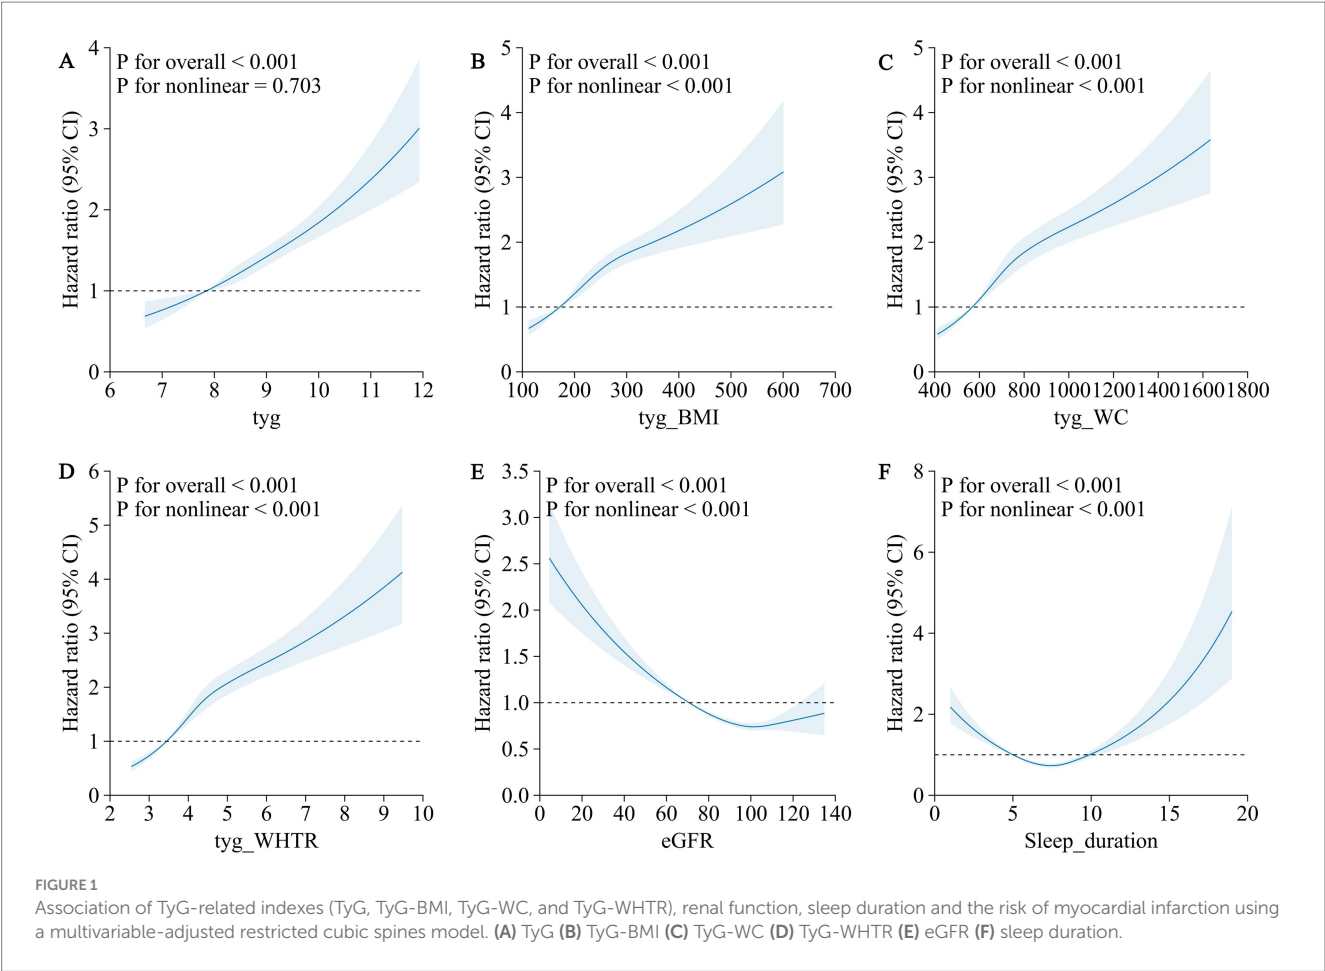 A
P for overall < 0.001
P for nonlinear = 0.703
Hazard ratio (95% CI)
4
3
2
1
0
6 7 8 9 10 11 12
tyg
B
P for overall < 0.001
P for nonlinear < 0.001
Hazard ratio (95% CI)
5
4
3
2
1
0
100 200 300 400 500 600 700
tyg_BMI
C
P for overall < 0.001
P for nonlinear < 0.001
Hazard ratio (95% CI)
5
4
3
2
1
0
400 600 800 1000 1200 1400 1600 1800
tyg_WC
D
P for overall < 0.001
P for nonlinear < 0.001
Hazard ratio (95% CI)
6
5
4
3
2
1
0
2 3 4 5 6 7 8 9 10
tyg_WHTR
E
P for overall < 0.001
P for nonlinear < 0.001
Hazard ratio (95% CI)
3.5
3.0
2.5
2.0
1.5
1.0
0.5
0.0
0 20 40 60 80 100 120 140
eGFR
F
P for overall < 0.001
P for nonlinear < 0.001
Hazard ratio (95% CI)
8
6
4
2
0
0 5 10 15 20
Sleep_duration
FIGURE 1
Association of TyG-related indexes (TyG, TyG-BMI, TyG-WC, and TyG-WHTR), renal function, sleep duration and the risk of myocardial infarction using
a multivariable-adjusted restricted cubic spines model. (A) TyG (B) TyG-BMI (C) TyG-WC (D) TyG-WHTR (E) eGFR (F) sleep duration.